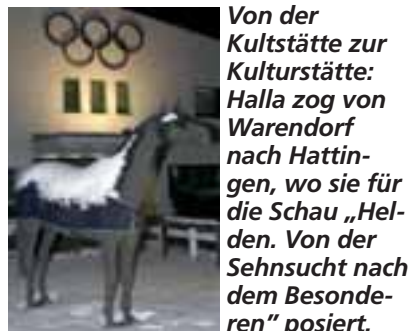 Von der
Kultstätte zur
Kulturstätte:
Halla zog von
Warendorf
nach Hattin-
gen, wo sie für
die Schau „Hel-
den. Von der
Sehnsucht nach
dem Besonde-
ren” posiert.